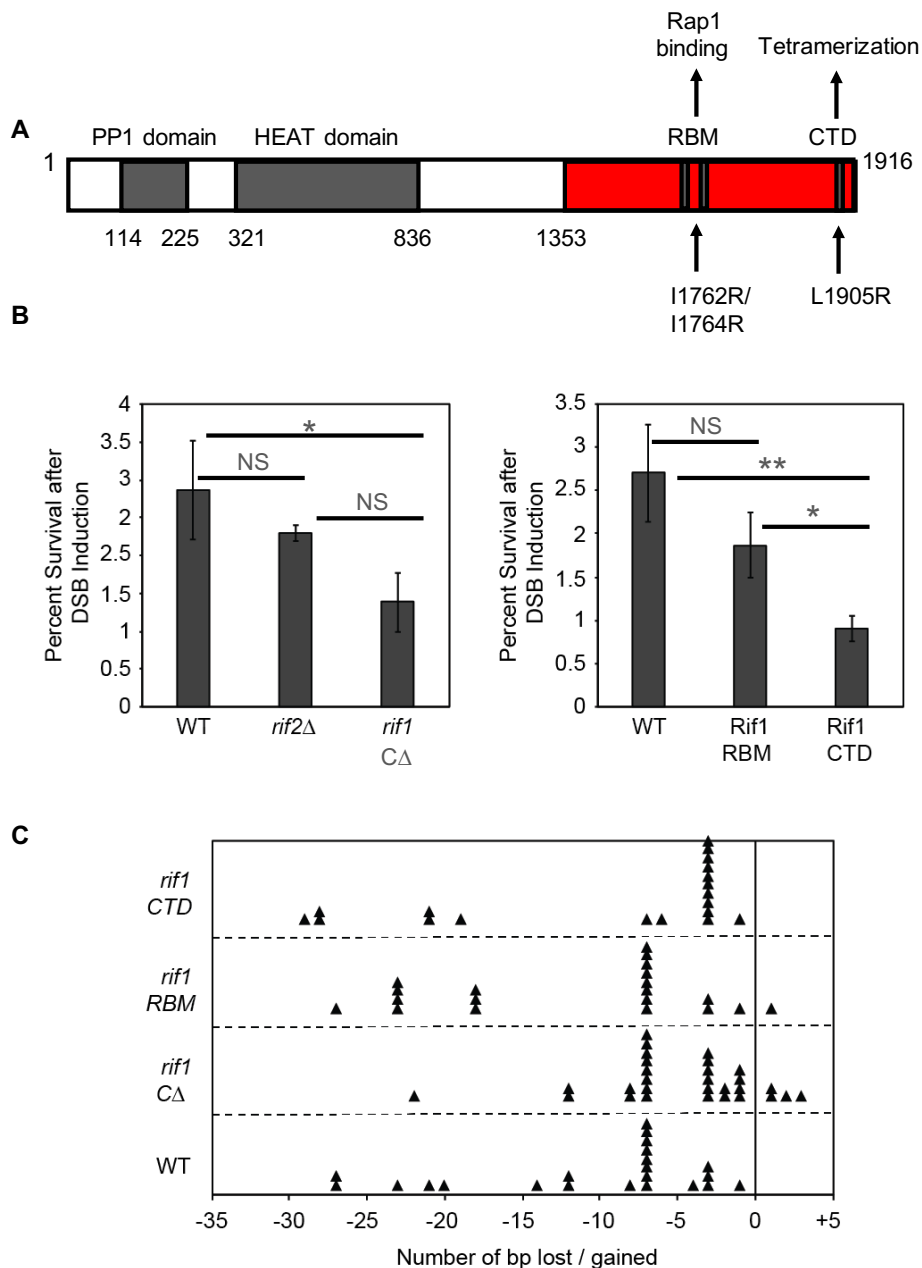 Rap1
binding
Tetramerization
A
PP1 domain
HEAT domain
RBM
CTD
1
1916
114
225
321
836
1353
I1762R/
I1764R
L1905R
B
Percent Survival after
DSB Induction
4
3.5
3
2.5
2
1.5
1
0.5
0
*
NS
NS
WT
rif2Δ
rif1
CΔ
Percent Survival after
DSB Induction
3.5
3
2.5
2
1.5
1
0.5
0
NS
**
*
WT
Rif1
RBM
Rif1
CTD
C
rif1
CTD
rif1
RBM
rif1
CΔ
WT
-35
-30
-25
-20
-15
-10
-5
0
+5
Number of bp lost / gained